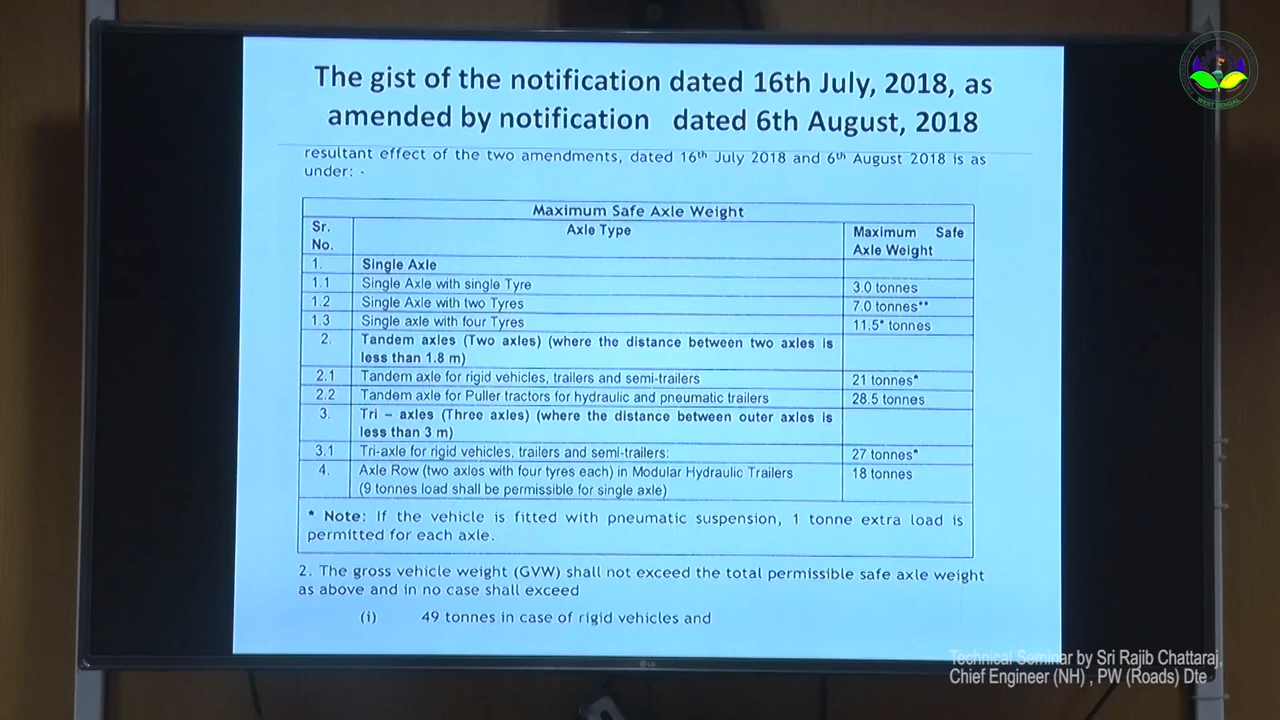 The gist of the notification dated 16th July, 2018, as
amended by notification dated 6th August, 2018
resultant effect of the two amendments, dated 16th July 2018 and 6th August 2018 is as
under: -
Maximum Safe Axle Weight
Sr. No.
Axle Type
Maximum Safe Axle Weight
1. Single Axle
1.1 Single Axle with single Tyre 3.0 tonnes
1.2 Single Axle with two Tyres 7.0 tonnes**
1.3 Single axle with four Tyres 11.5* tonnes
2. Tandem axles (Two axles) (where the distance between two axles is
less than 1.8 m)
2.1 Tandem axle for rigid vehicles, trailers and semi-trailers 21 tonnes*
2.2 Tandem axle for Puller tractors for hydraulic and pneumatic trailers 28.5 tonnes
3. Tri – axles (Three axles) (where the distance between outer axles is
less than 3 m)
3.1 Tri-axle for rigid vehicles, trailers and semi-trailers: 27 tonnes*
4. Axle Row (two axles with four tyres each) in Modular Hydraulic Trailers 18 tonnes
(9 tonnes load shall be permissible for single axle)
* Note: If the vehicle is fitted with pneumatic suspension, 1 tonne extra load is
permitted for each axle.
2. The gross vehicle weight (GVW) shall not exceed the total permissible safe axle weight
as above and in no case shall exceed
(i) 49 tonnes in case of rigid vehicles and
LG
Technical Seminar by Sri Rajib Chattaraj,
Chief Engineer (NH) , PW (Roads) Dte
WEST BENGAL